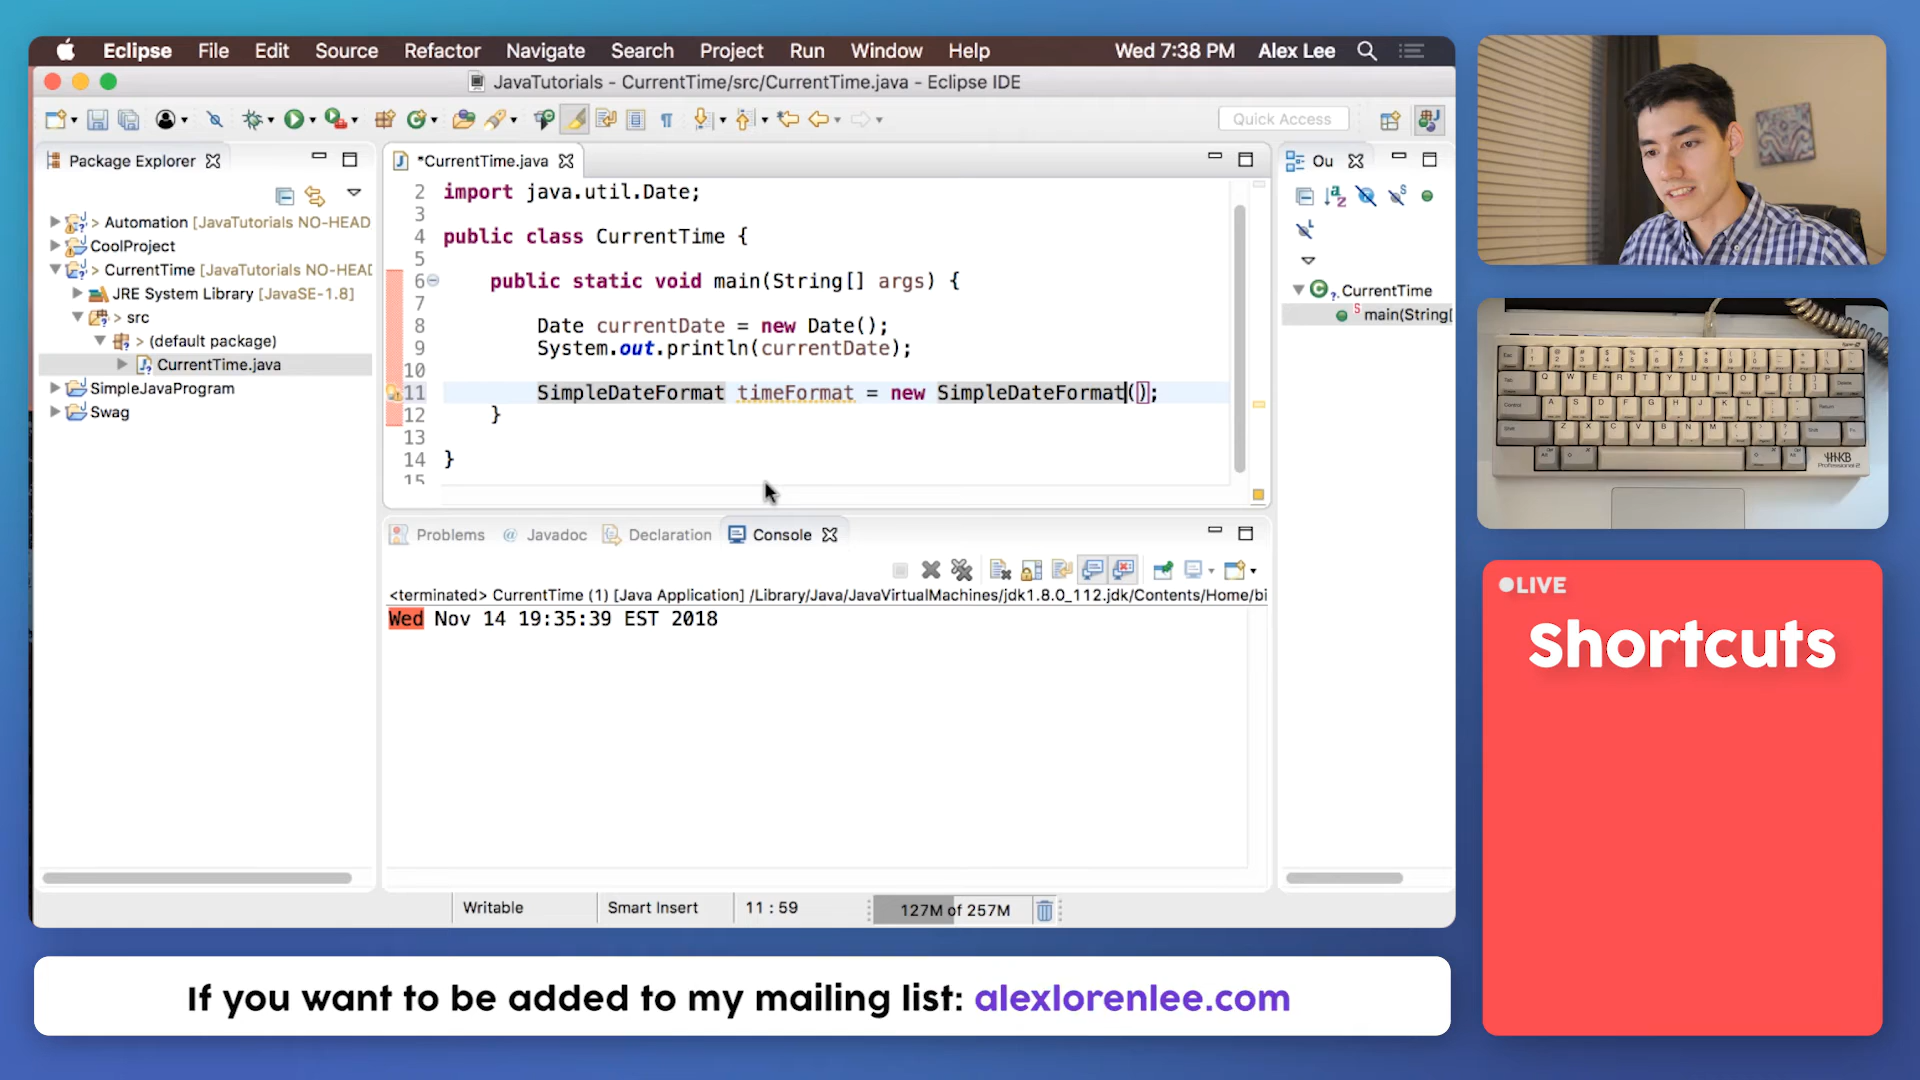 Eclipse File Edit Source Refactor Navigate Search Project Run Window Help Wed 7:38 PM Alex Lee
JavaTutorials - CurrentTime/src/CurrentTime.java - Eclipse IDE
Quick Access
Package Explorer
> Automation [JavaTutorials NO-HEAD
CoolProject
> CurrentTime [JavaTutorials NO-HEAD
JRE System Library [JavaSE-1.8]
> src
> (default package)
CurrentTime.java
SimpleJavaProgram
Swag
*CurrentTime.java
2 import java.util.Date;
3
4 public class CurrentTime {
5
6 public static void main(String[] args) {
7
8 Date currentDate = new Date();
9 System.out.println(currentDate);
10
11 SimpleDateFormat timeFormat = new SimpleDateFormat();
12 }
13
14 }
15
Ou
CurrentTime
main(String[
Problems @ Javadoc Declaration Console
<terminated> CurrentTime (1) [Java Application] /Library/Java/JavaVirtualMachines/jdk1.8.0_112.jdk/Contents/Home/bi
Wed Nov 14 19:35:39 EST 2018
Writable Smart Insert 11 : 59 127M of 257M
LIVE
Shortcuts
If you want to be added to my mailing list: alexlorenlee.com